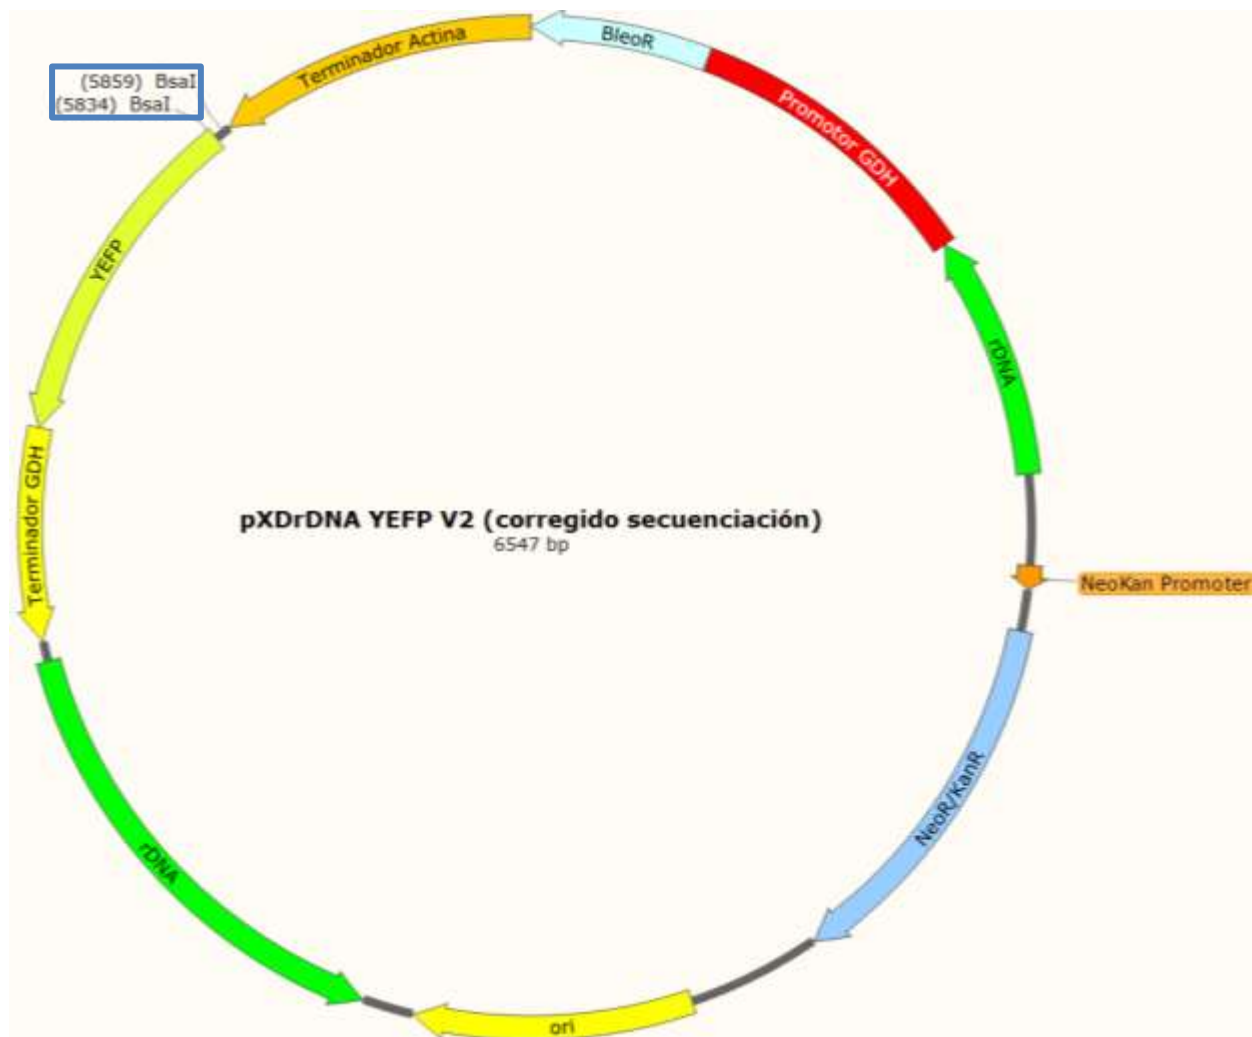 BleoR
Terminador Actina
(5859) BsaI
(5834) BsaI
Promotor GDH
YEFP
rDNA
Terminador GDH
pXDrDNA YEFP V2 (corregido secuenciación)
6547 bp
NeoKan Promoter
NeoR/KanR
rDNA
ori